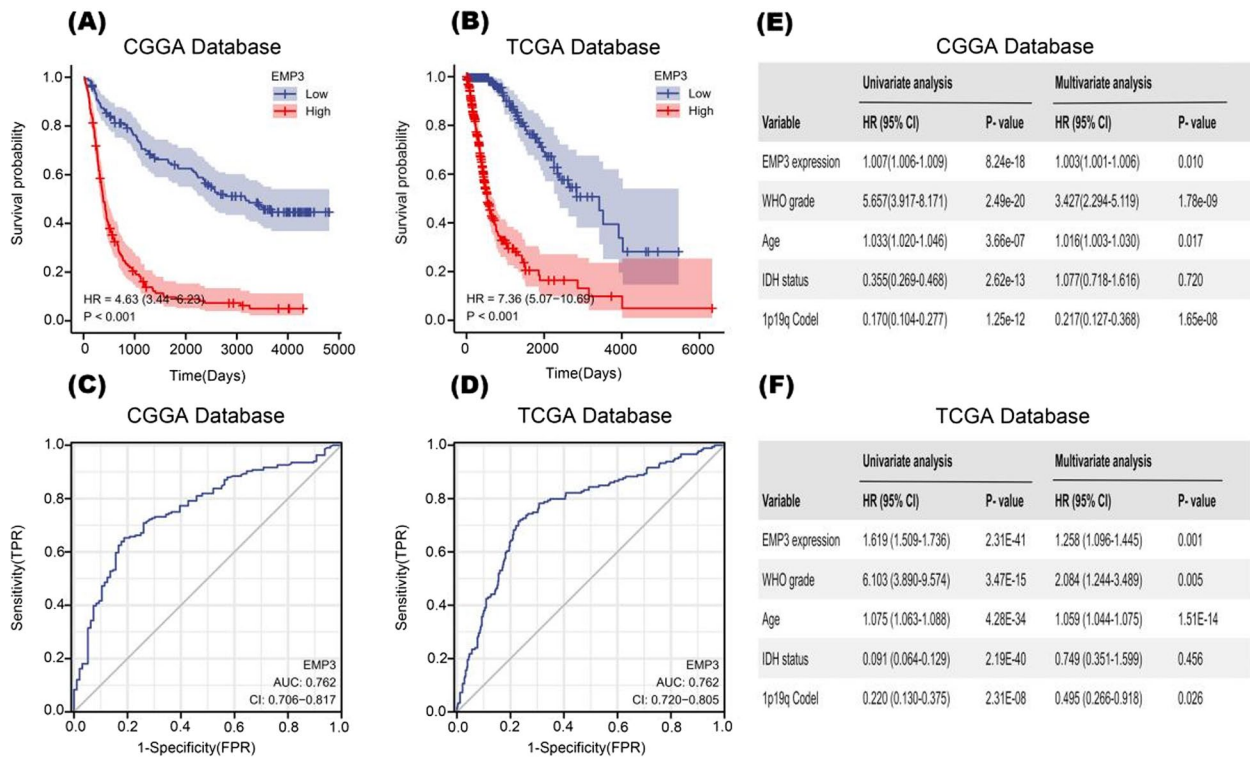 (A)
CGGA Database
EMP3
Low
High
Survival probability
1.0
0.8
0.6
0.4
0.2
0.0
HR = 4.63 (3.44−6.23)
P < 0.001
0 1000 2000 3000 4000 5000
Time(Days)
(B)
TCGA Database
EMP3
Low
High
Survival probability
1.0
0.8
0.6
0.4
0.2
0.0
HR = 7.36 (5.07−10.69)
P < 0.001
0 2000 4000 6000
Time(Days)
(C)
CGGA Database
Sensitivity(TPR)
1.0
0.8
0.6
0.4
0.2
0.0
EMP3
AUC: 0.762
CI: 0.706−0.817
0.0 0.2 0.4 0.6 0.8 1.0
1-Specificity(FPR)
(D)
TCGA Database
Sensitivity(TPR)
1.0
0.8
0.6
0.4
0.2
0.0
EMP3
AUC: 0.762
CI: 0.720−0.805
0.0 0.2 0.4 0.6 0.8 1.0
1-Specificity(FPR)
(E)
CGGA Database
Univariate analysis Multivariate analysis
Variable HR (95% CI) P- value HR (95% CI) P- value
EMP3 expression 1.007(1.006-1.009) 8.24e-18 1.003(1.001-1.006) 0.010
WHO grade 5.657(3.917-8.171) 2.49e-20 3.427(2.294-5.119) 1.78e-09
Age 1.033(1.020-1.046) 3.66e-07 1.016(1.003-1.030) 0.017
IDH status 0.355(0.269-0.468) 2.62e-13 1.077(0.718-1.616) 0.720
1p19q Codel 0.170(0.104-0.277) 1.25e-12 0.217(0.127-0.368) 1.65e-08
(F)
TCGA Database
Univariate analysis Multivariate analysis
Variable HR (95% CI) P- value HR (95% CI) P- value
EMP3 expression 1.619 (1.509-1.736) 2.31E-41 1.258 (1.096-1.445) 0.001
WHO grade 6.103 (3.890-9.574) 3.47E-15 2.084 (1.244-3.489) 0.005
Age 1.075 (1.063-1.088) 4.28E-34 1.059 (1.044-1.075) 1.51E-14
IDH status 0.091 (0.064-0.129) 2.19E-40 0.749 (0.351-1.599) 0.456
1p19q Codel 0.220 (0.130-0.375) 2.31E-08 0.495 (0.266-0.918) 0.026